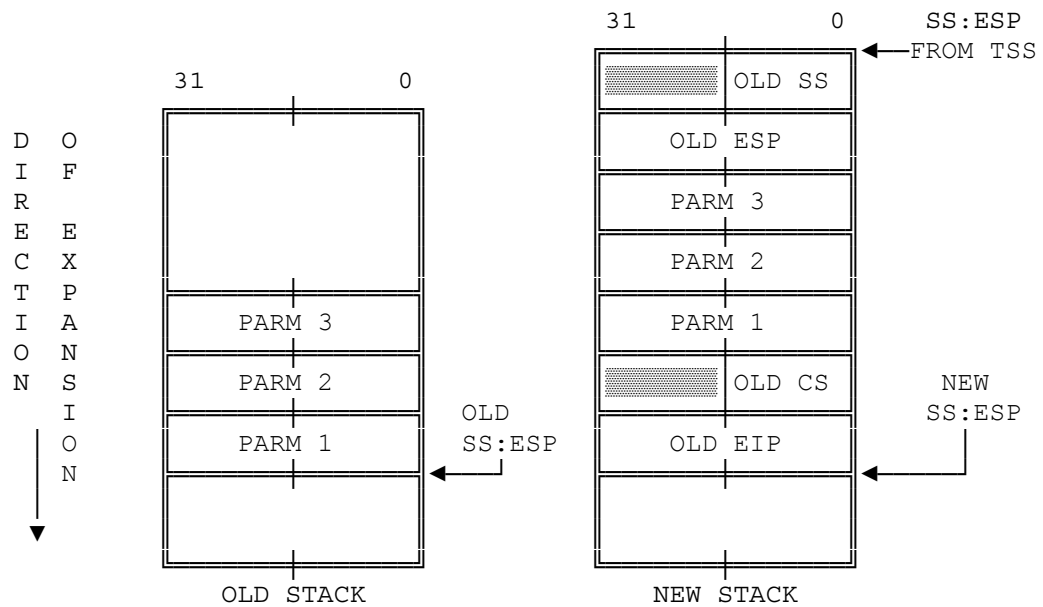 31 0 SS:ESP
FROM TSS
31 0 OLD SS
D O OLD ESP
I F
R PARM 3
E E
C X PARM 2
T P
I A PARM 3 PARM 1
O N
N S PARM 2 OLD CS NEW
I OLD SS:ESP
O PARM 1 SS:ESP OLD EIP
N
OLD STACK NEW STACK